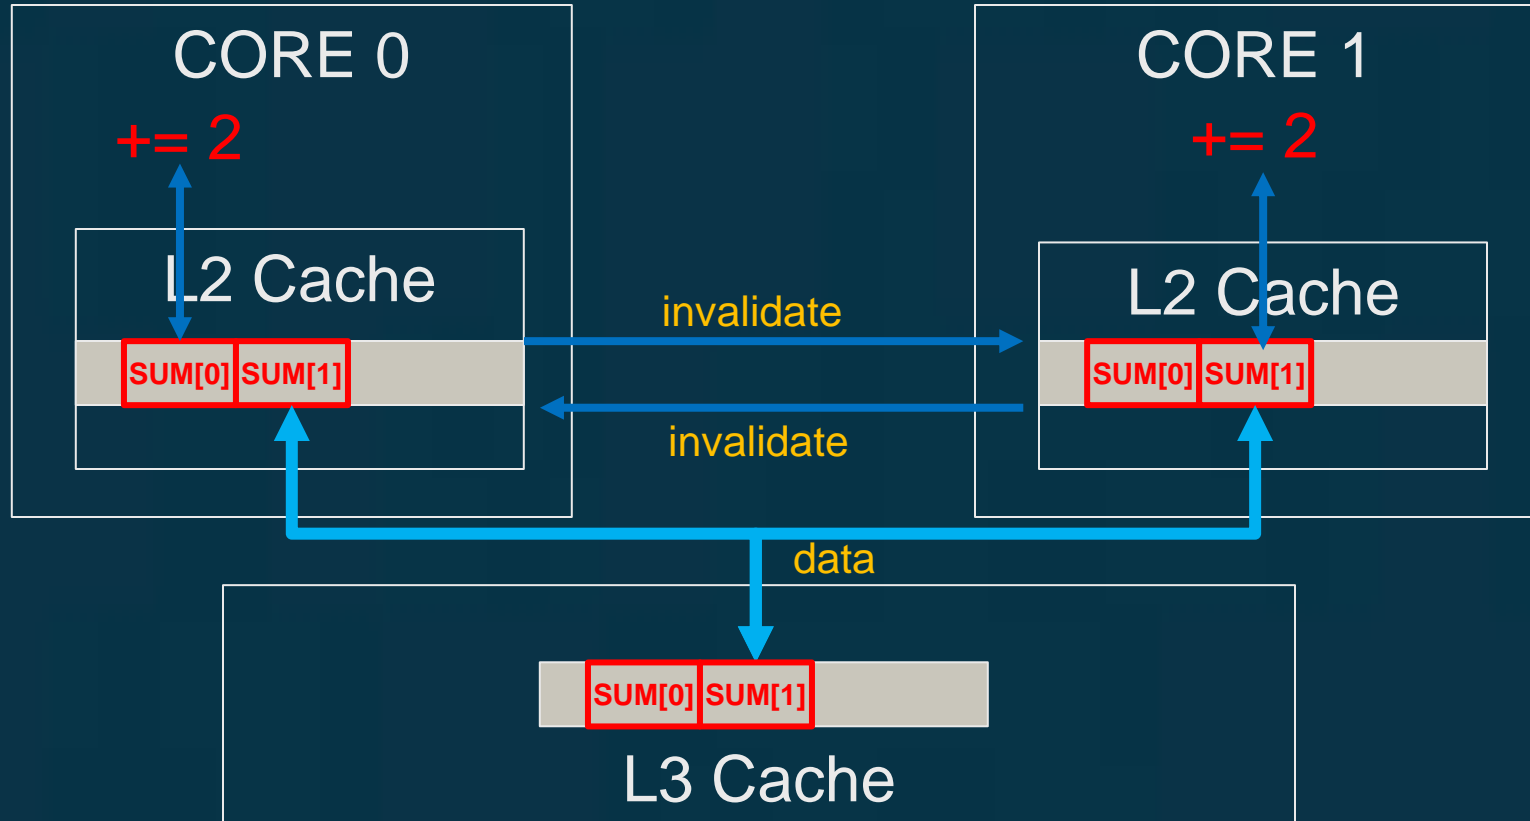 CORE 0
CORE 1
+= 2
+= 2
L2 Cache
L2 Cache
invalidate
SUM[0] SUM[1]
SUM[0] SUM[1]
invalidate
data
SUM[0] SUM[1]
L3 Cache